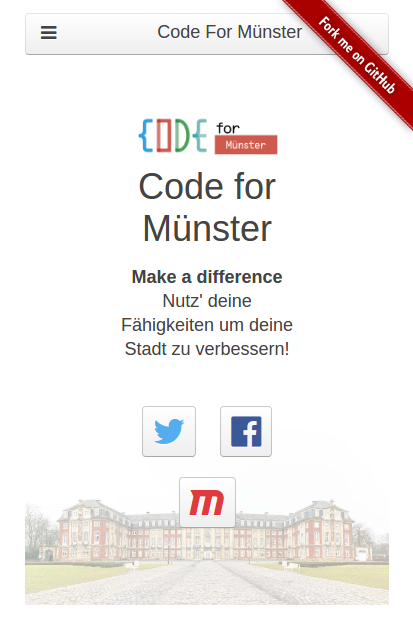 Code For Münster
Fork me on GitHub
{CODE for
Münster
Code for
Münster
Make a difference
Nutz' deine
Fähigkeiten um deine
Stadt zu verbessern!
m